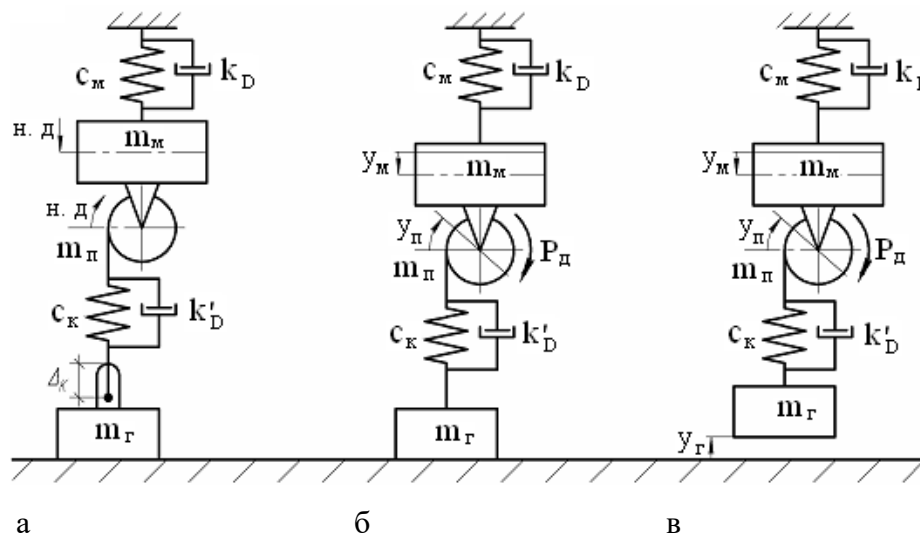 cм kD
н. д mм
н. д
mп
cк k'D
Δк
mг
а
cм kD
yм mм
yп Pд
mп
cк k'D
mг
б
cм
yм mм
yп Pд
mп
cк k'D
mг
yг
в